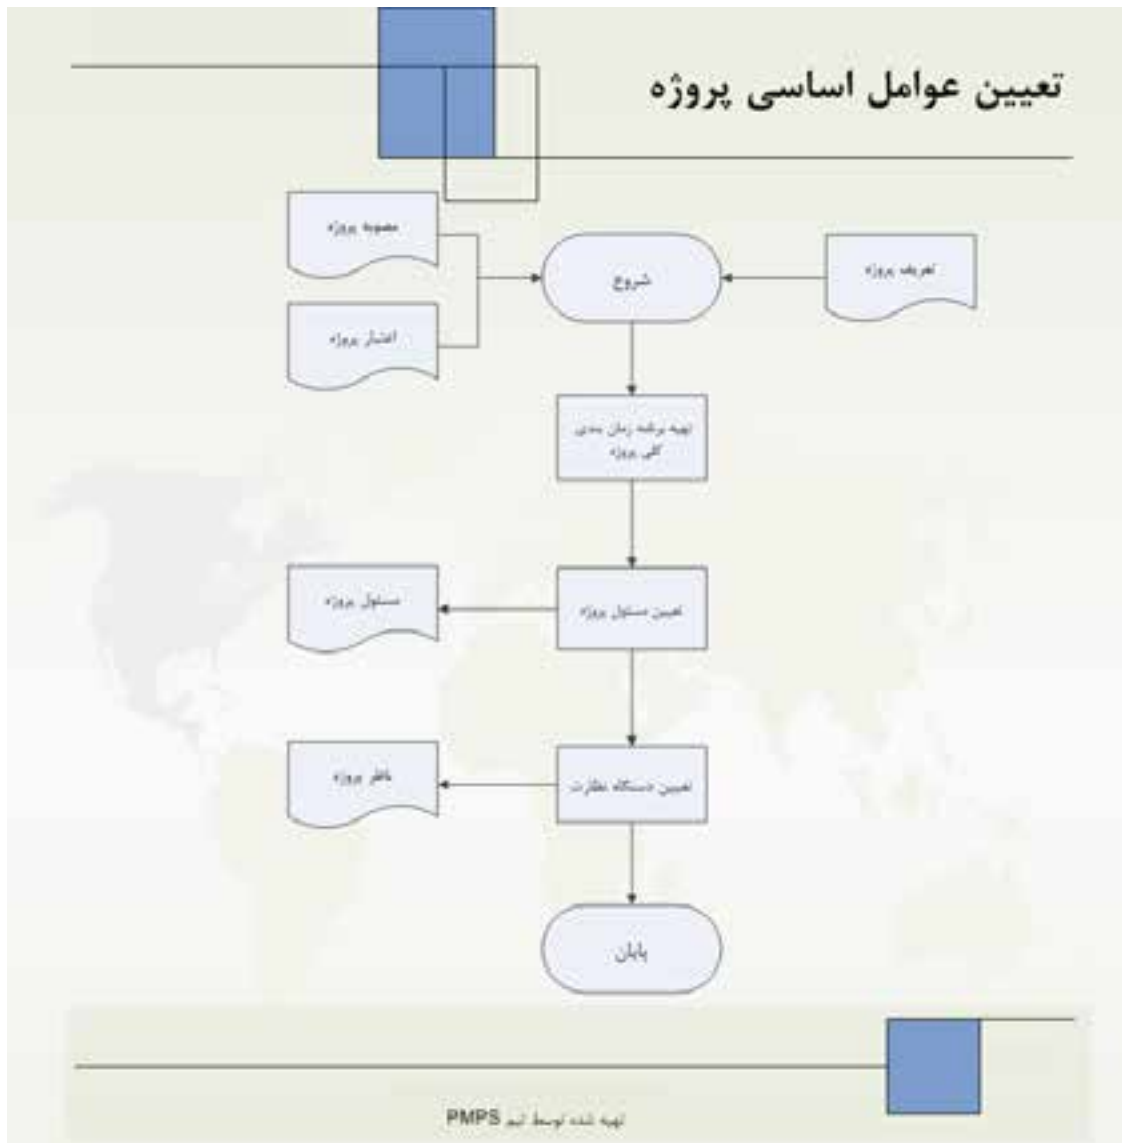 تعیین عوامل اساسی پروژه
مصوبه پروژه
تعریف پروژه
شروع
اعتبار پروژه
تهیه برنامه زمان بندی
کلی پروژه
مسئول پروژه
تعیین مسئول پروژه
ناظر پروژه
تعیین دستگاه نظارت
پایان
تهیه شده توسط تیم PMPS